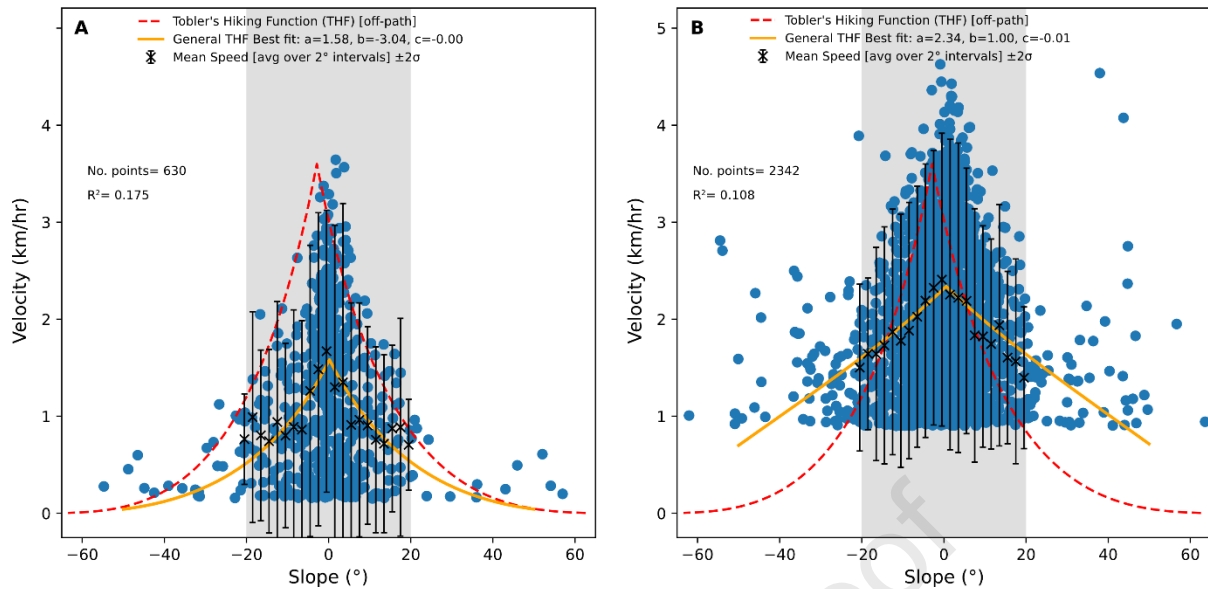 A
Tobler's Hiking Function (THF) [off-path]
General THF Best fit: a=1.58, b=-3.04, c=-0.00
Mean Speed [avg over 2° intervals] ±2σ
No. points= 630
R²= 0.175
Velocity (km/hr)
4
3
2
1
0
−60 −40 −20 0 20 40 60
Slope (°)
B
Tobler's Hiking Function (THF) [off-path]
General THF Best fit: a=2.34, b=1.00, c=-0.01
Mean Speed [avg over 2° intervals] ±2σ
No. points= 2342
R²= 0.108
Velocity (km/hr)
5
4
3
2
1
0
−60 −40 −20 0 20 40 60
Slope (°)
oof